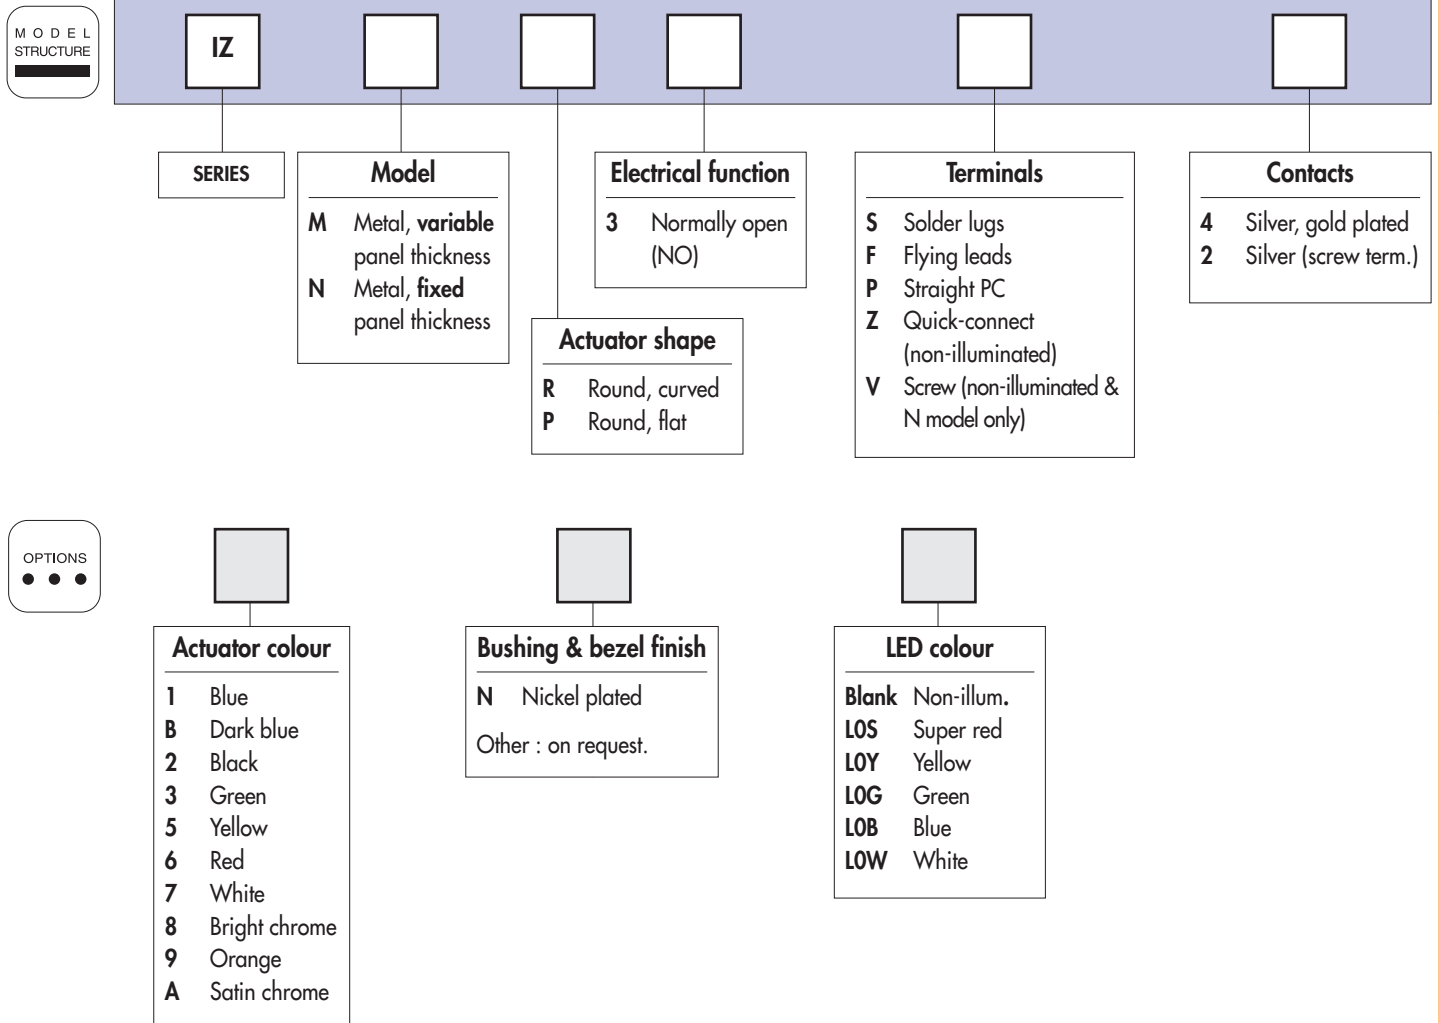 MODEL
STRUCTURE
IZ
SERIES
Model
M Metal, variable
panel thickness
N Metal, fixed
panel thickness
Actuator shape
R Round, curved
P Round, flat
Electrical function
3 Normally open
(NO)
Terminals
S Solder lugs
F Flying leads
P Straight PC
Z Quick-connect
(non-illuminated)
V Screw (non-illuminated &
N model only)
Contacts
4 Silver, gold plated
2 Silver (screw term.)
OPTIONS
Actuator colour
1 Blue
B Dark blue
2 Black
3 Green
5 Yellow
6 Red
7 White
8 Bright chrome
9 Orange
A Satin chrome
Bushing & bezel finish
N Nickel plated
Other : on request.
LED colour
Blank Non-illum.
L0S Super red
L0Y Yellow
L0G Green
L0B Blue
L0W White